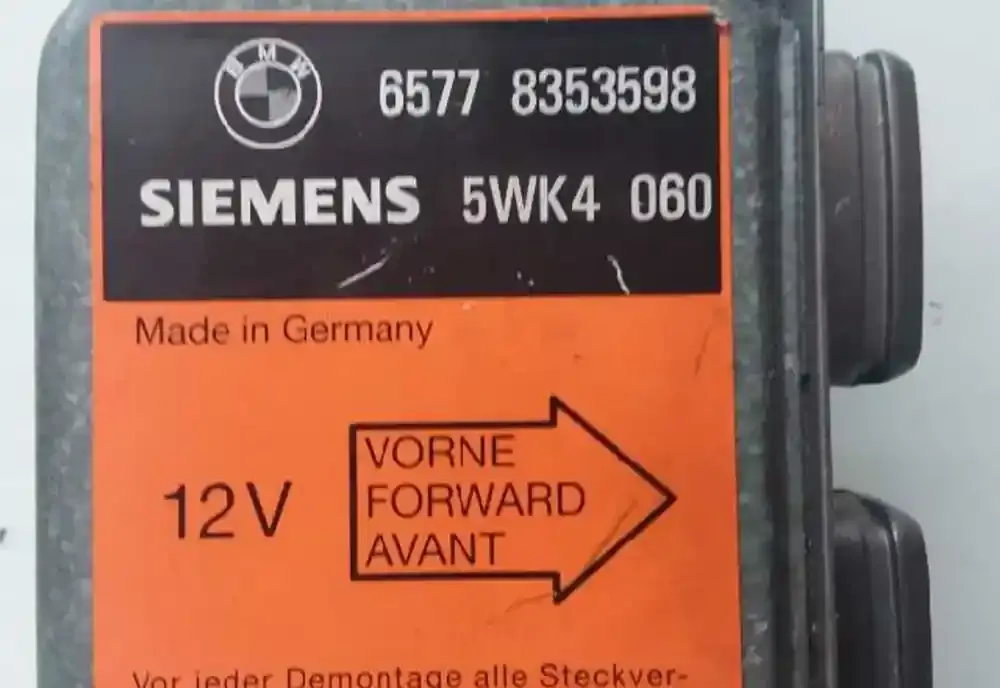 BMW
6577 8353598
SIEMENS 5WK4 060
Made in Germany
12V
VORNE
FORWARD
AVANT
Vor jeder Demontage alle Steckver-